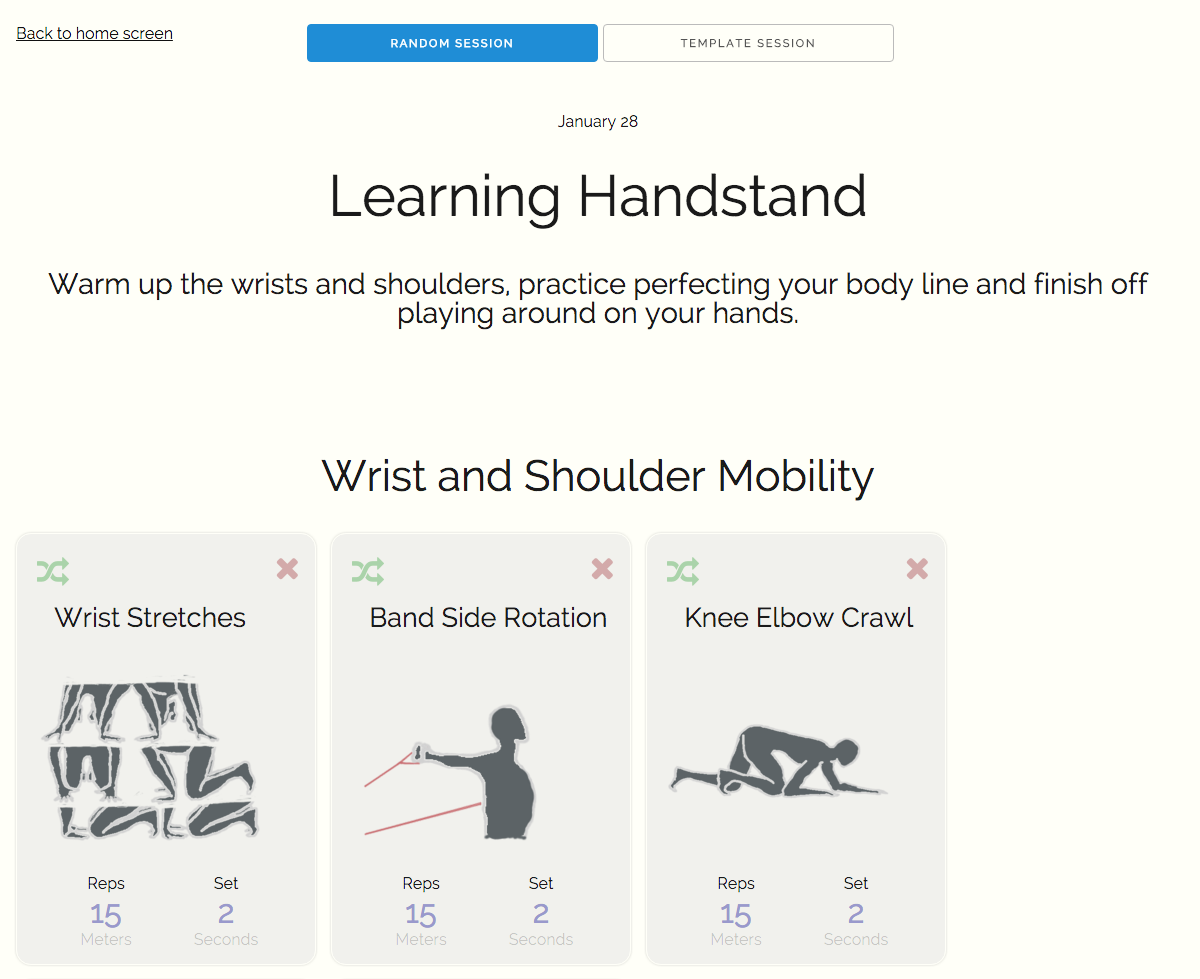 Back to home screen
RANDOM SESSION
TEMPLATE SESSION
January 28
Learning Handstand
Warm up the wrists and shoulders, practice perfecting your body line and finish off
playing around on your hands.
Wrist and Shoulder Mobility
Wrist Stretches
Reps
Set
15
2
Meters
Seconds
Band Side Rotation
Reps
Set
15
2
Meters
Seconds
Knee Elbow Crawl
Reps
Set
15
2
Meters
Seconds